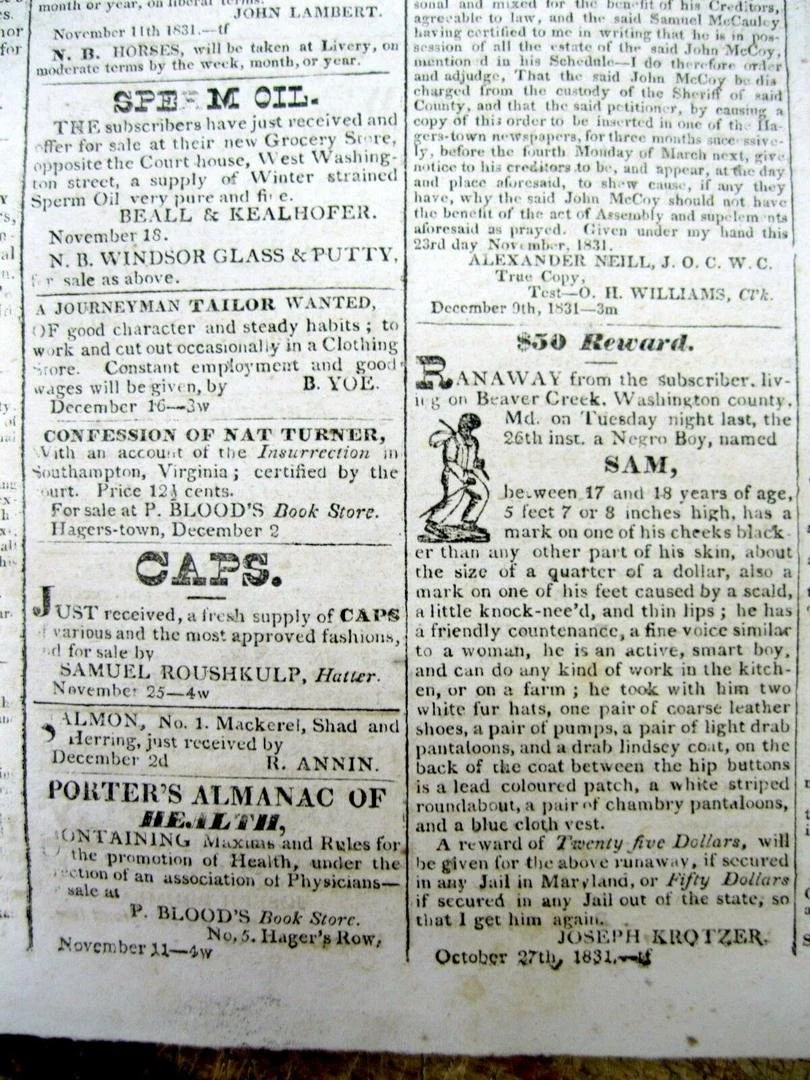 month or year, on liberal terms.
JOHN LAMBERT.
November 11th 1831.—tf
N. B. HORSES, will be taken at Livery, on
moderate terms by the week, month, or year.
SPERM OIL.
THE subscribers have just received and
offer for sale at their new Grocery Store,
opposite the Court house, West Washing-
ton street, a supply of Winter strained
Sperm Oil very pure and fi e.
BEALL & KEALHOFER.
November 18.
N. B. WINDSOR GLASS & PUTTY,
for sale as above.
A JOURNEYMAN TAILOR WANTED,
OF good character and steady habits ; to
work and cut out occasionally in a Clothing
Store. Constant employment and good
wages will be given, by B. YOE.
December 16—3w
CONFESSION OF NAT TURNER,
With an account of the Insurrection in
Southampton, Virginia ; certified by the
ourt. Price 12½ cents.
For sale at P. BLOOD'S Book Store.
Hagers-town, December 2
CAPS.
JUST received, a fresh supply of CAPS
of various and the most approved fashions,
nd for sale by
SAMUEL ROUSHKULP, Hatter.
November 25—4w
SALMON, No. 1. Mackerel, Shad and
Herring, just received by
December 2d R. ANNIN.
PORTER'S ALMANAC OF
HEALTH,
CONTAINING Maxims and Rules for
the promotion of Health, under the
ection of an association of Physicians—
sale at
P. BLOOD'S Book Store.
No, 5. Hager's Row,
November 11—4w
sonal and mixed for the benefit of his Creditors,
agreeable to law, and the said Samuel McCauley
having certified to me in writing that he is in pos-
session of all the estate of the said John McCoy,
mention d in his Schedule—I do therefore order
and adjudge, That the said John McCoy be dis
charged from the custody of the Sheriff of said
County, and that the said petitioner, by causing a
copy of this order to be inserted in one of the Ha-
gers-town newspapers, for three months successive-
ly, before the fourth Monday of March next, give
notice to his creditors to be, and appear, at the day
and place aforesaid, to shew cause, if any they
have, why the said John McCoy should not have
the benefit of the act of Assembly and suplements
aforesaid as prayed. Given under my hand this
23rd day November, 1831.
ALEXANDER NEILL, J. O. C. W. C.
True Copy,
Test—O. H. WILLIAMS, Clk.
December 9th, 1831—3m
$50 Reward.
RANAWAY from the Subscriber, liv-
ing on Beaver Creek, Washington county,
Md. on Tuesday night last, the
26th inst. a Negro Boy, named
SAM,
between 17 and 18 years of age,
5 feet 7 or 8 inches high, has a
mark on one of his cheeks black-
er than any other part of his skin, about
the size of a quarter of a dollar, also a
mark on one of his feet caused by a scald,
a little knock-nee'd, and thin lips ; he has
a friendly countenance, a fine voice similar
to a woman, he is an active, smart boy,
and can do any kind of work in the kitch-
en, or on a farm ; he took with him two
white fur hats, one pair of coarse leather
shoes, a pair of pumps, a pair of light drab
pantaloons, and a drab lindsey coat, on the
back of the coat between the hip buttons
is a lead coloured patch, a white striped
roundabout, a pair of chambry pantaloons,
and a blue cloth vest.
A reward of Twenty five Dollars, will
be given for the above runaway, if secured
in any Jail in Maryland, or Fifty Dollars
if secured in any Jail out of the state, so
that I get him again.
JOSEPH KROTZER.
October 27th, 1831.—tf